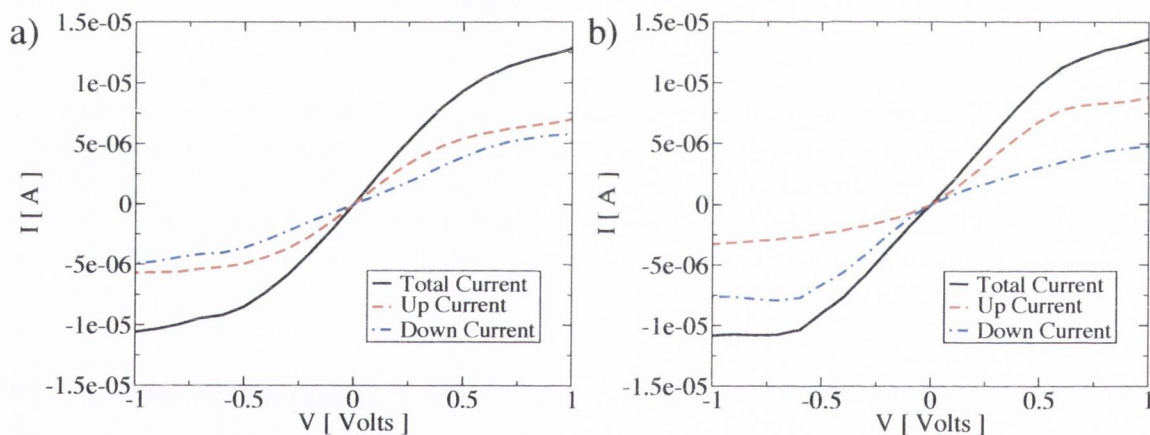 a)
I [ A ]
1.5e-05
1e-05
5e-06
0
-5e-06
-1e-05
-1.5e-05
-1
-0.5
0
0.5
1
V [ Volts ]
Total Current
Up Current
Down Current
b)
I [ A ]
1.5e-05
1e-05
5e-06
0
-5e-06
-1e-05
-1.5e-05
-1
-0.5
0
0.5
1
V [ Volts ]
Total Current
Up Current
Down Current